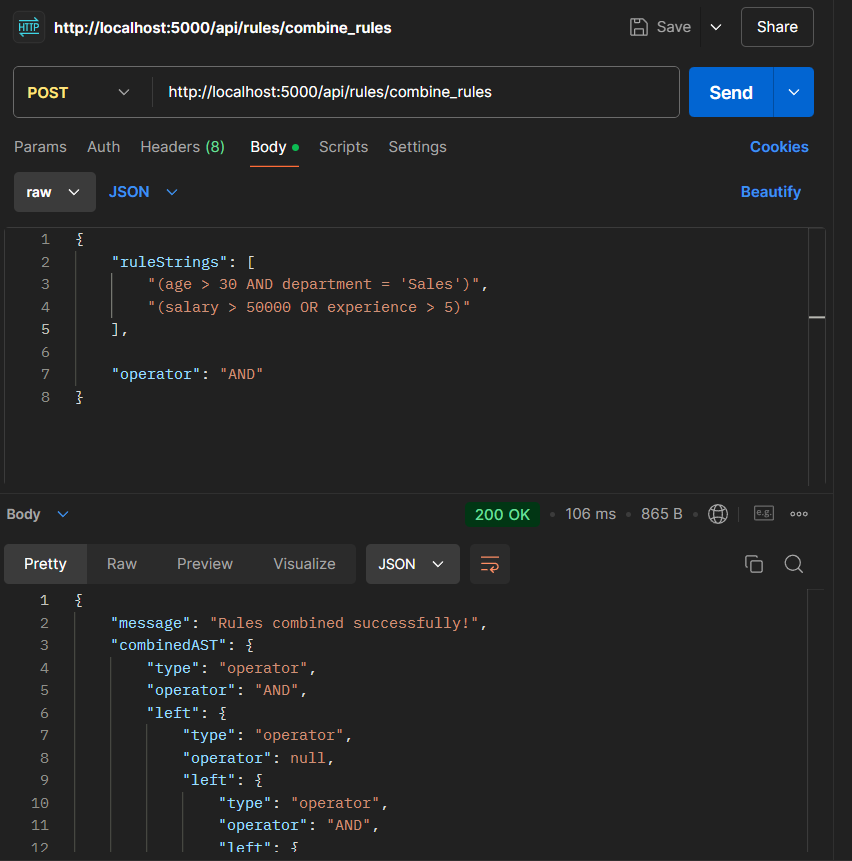 HTTP http://localhost:5000/api/rules/combine_rules Save Share
POST http://localhost:5000/api/rules/combine_rules Send
Params Auth Headers (8) Body Scripts Settings Cookies
raw JSON Beautify
1 {
2 "ruleStrings": [
3 "(age > 30 AND department = 'Sales')",
4 "(salary > 50000 OR experience > 5)"
5 ],
6
7 "operator": "AND"
8 }
Body 200 OK • 106 ms • 865 B • e.g.
Pretty Raw Preview Visualize JSON
1 {
2 "message": "Rules combined successfully!",
3 "combinedAST": {
4 "type": "operator",
5 "operator": "AND",
6 "left": {
7 "type": "operator",
8 "operator": null,
9 "left": {
10 "type": "operator",
11 "operator": "AND",
12 "left": {